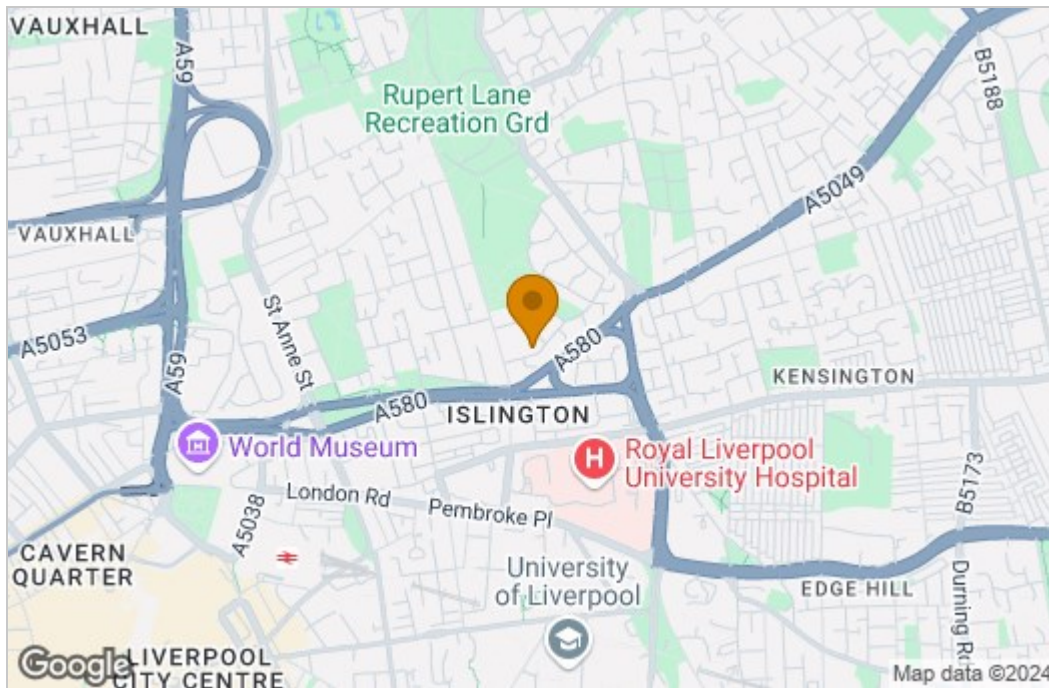 VAUXHALL
A59
B5188
Rupert Lane
Recreation Grd
A5049
VAUXHALL
St Anne St
A5053
A59
A580
KENSINGTON
A580
ISLINGTON
World Museum
Royal Liverpool
University Hospital
B5173
London Rd
Pembroke Pl
A5038
CAVERN
QUARTER
University
of Liverpool
EDGE HILL
Durning Rd
Google
LIVERPOOL
CITY CENTRE
Map data ©2024